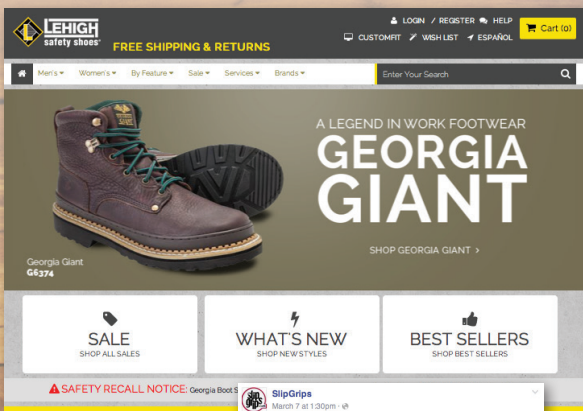 LOGIN / REGISTER HELP
LEHIGH
safety shoes
FREE SHIPPING & RETURNS
CUSTOMFIT WISH LIST ESPAÑOL
Cart (0)
Men's Women's By Feature Sale Services Brands
Enter Your Search
A LEGEND IN WORK FOOTWEAR
GEORGIA
GIANT
SHOP GEORGIA GIANT >
Georgia Giant
G6374
SALE
SHOP ALL SALES
WHAT'S NEW
SHOP NEW STYLES
BEST SELLERS
SHOP BEST SELLERS
SAFETY RECALL NOTICE: Georgia Boot S
SlipGrips
March 7 at 1:30pm ·